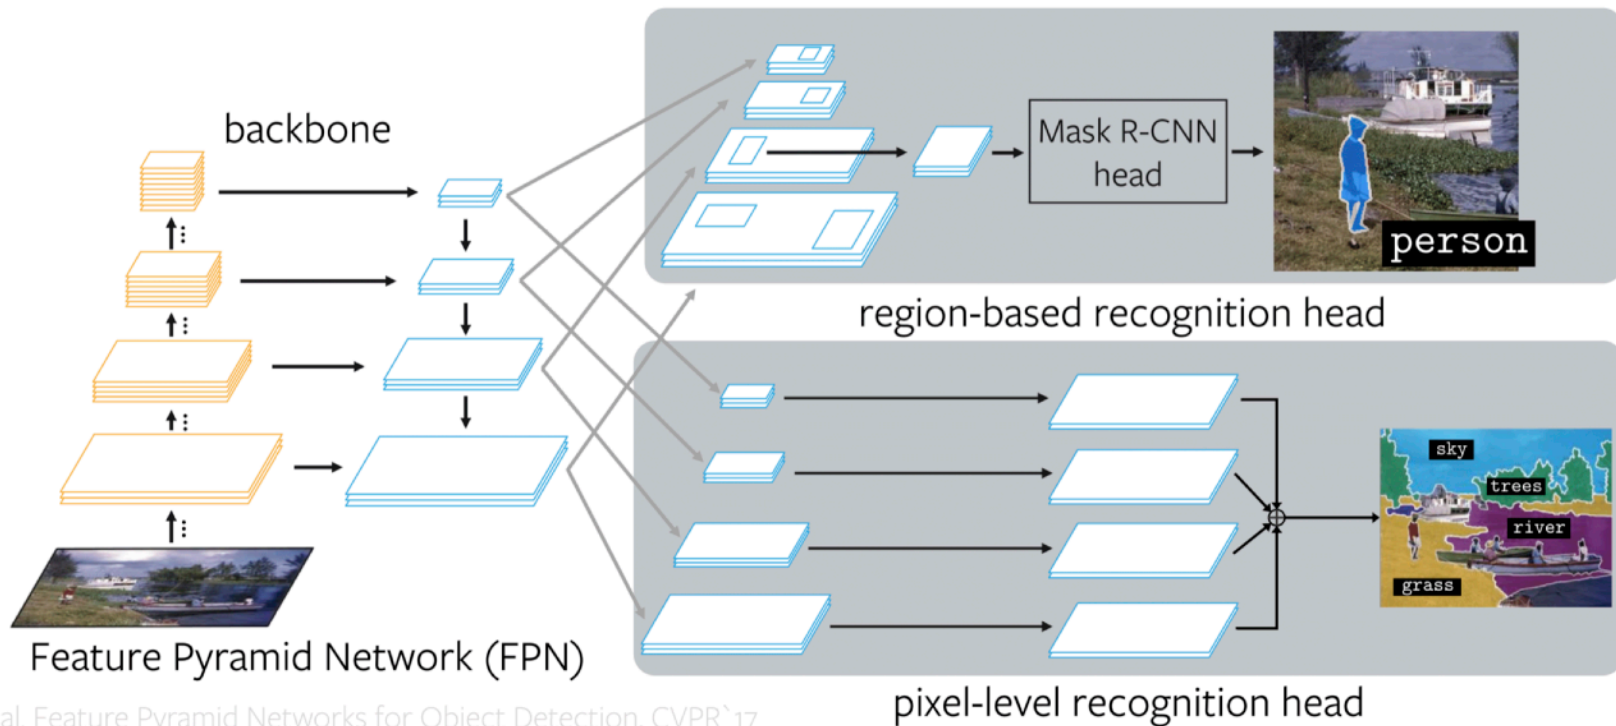 backbone
Mask R-CNN
head
person
region-based recognition head
sky
trees
river
grass
Feature Pyramid Network (FPN)
pixel-level recognition head
al. Feature Pyramid Networks for Object Detection. CVPR`17